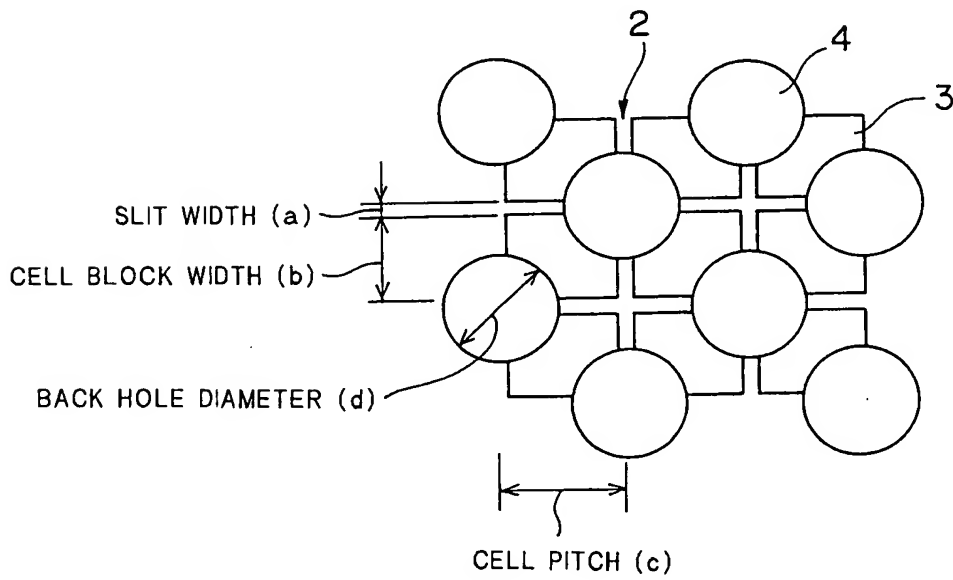 2
4
3
SLIT WIDTH (a)
CELL BLOCK WIDTH (b)
BACK HOLE DIAMETER (d)
CELL PITCH (c)